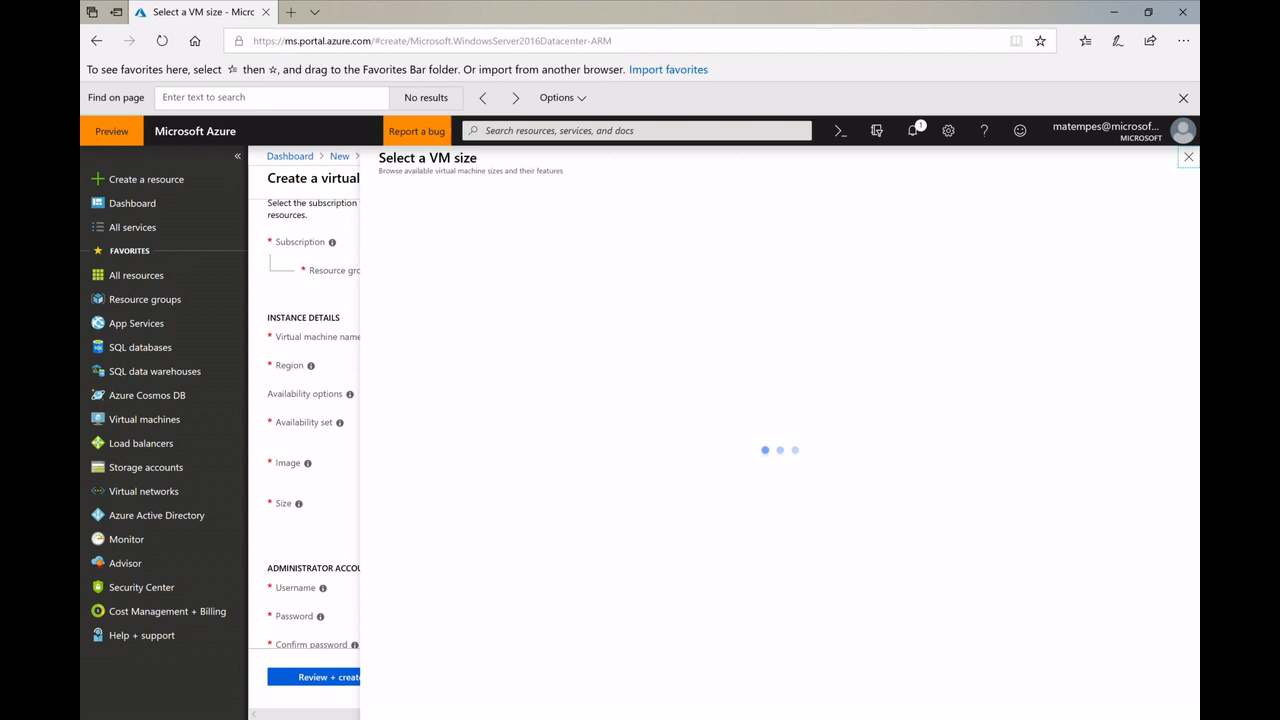 Select a VM size - Micr
https://ms.portal.azure.com/#create/Microsoft.WindowsServer2016Datacenter-ARM
To see favorites here, select then ☆, and drag to the Favorites Bar folder. Or import from another browser. Import favorites
Find on page
Enter text to search
No results
Options
Preview
Microsoft Azure
Report a bug
Search resources, services, and docs
1
matempes@microsof...
MICROSOFT
Create a resource
Dashboard
All services
FAVORITES
All resources
Resource groups
App Services
SQL databases
SQL data warehouses
Azure Cosmos DB
Virtual machines
Load balancers
Storage accounts
Virtual networks
Azure Active Directory
Monitor
Advisor
Security Center
Cost Management + Billing
Help + support
Dashboard > New >
Create a virtual
Select the subscription
resources.
* Subscription
* Resource gro
INSTANCE DETAILS
* Virtual machine name
* Region
Availability options
* Availability set
* Image
* Size
ADMINISTRATOR ACCOU
* Username
* Password
* Confirm password
Review + create
Select a VM size
Browse available virtual machine sizes and their features